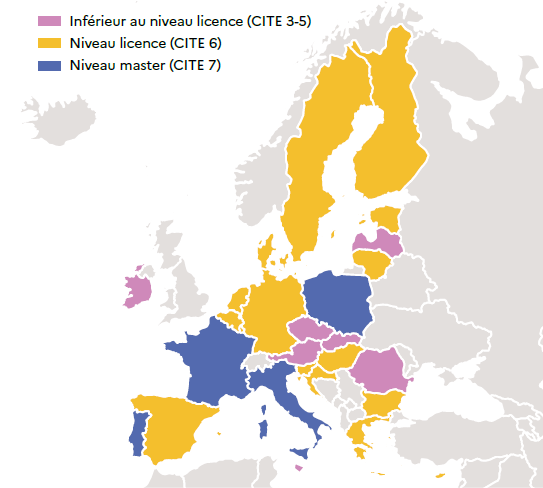 Inférieur au niveau licence (CITE 3-5)
Niveau licence (CITE 6)
Niveau master (CITE 7)